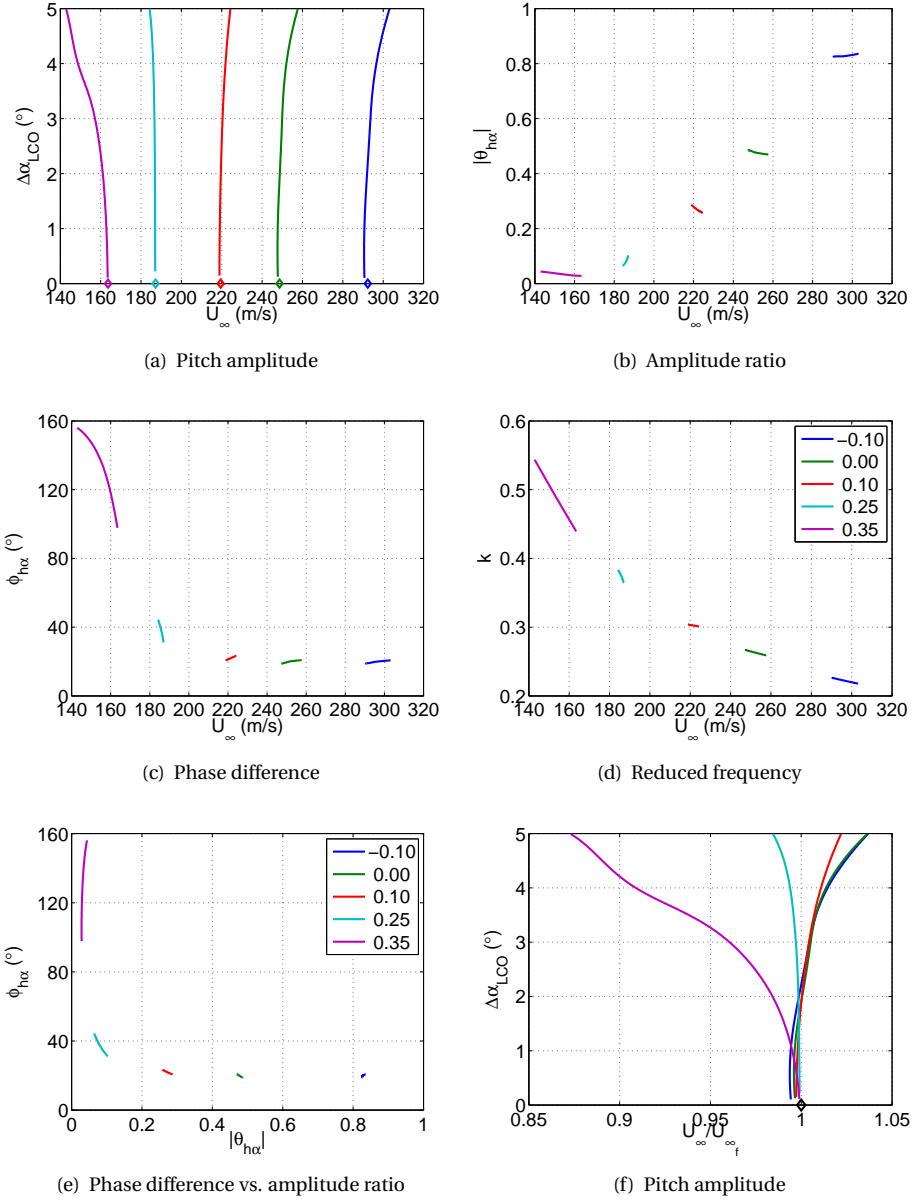 5
4
3
2
1
0
Δα_LCO (°)
140 160 180 200 220 240 260 280 300 320
U_∞ (m/s)
(a) Pitch amplitude
1
0.8
0.6
0.4
0.2
0
|θ_hα|
140 160 180 200 220 240 260 280 300 320
U_∞ (m/s)
(b) Amplitude ratio
160
120
80
40
0
ϕ_hα (°)
140 160 180 200 220 240 260 280 300 320
U_∞ (m/s)
(c) Phase difference
0.6
0.5
0.4
0.3
0.2
k
−0.10
0.00
0.10
0.25
0.35
140 160 180 200 220 240 260 280 300 320
U_∞ (m/s)
(d) Reduced frequency
160
120
80
40
0
ϕ_hα (°)
−0.10
0.00
0.10
0.25
0.35
0 0.2 0.4 0.6 0.8 1
|θ_hα|
(e) Phase difference vs. amplitude ratio
5
4
3
2
1
0
Δα_LCO (°)
0.85 0.9 0.95 1 1.05
U_∞/U_∞_f
(f) Pitch amplitude